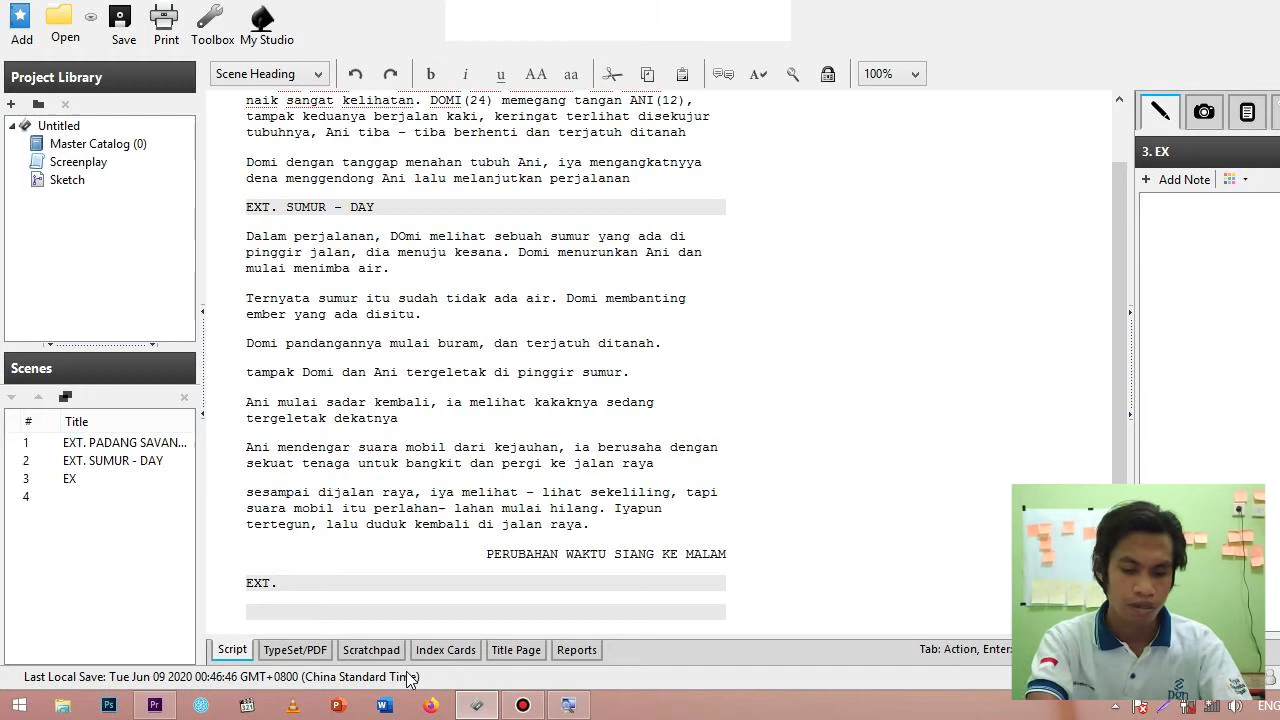 Add
Open
Save
Print
Toolbox
My Studio
Project Library
Scene Heading
b
i
u
AA
aa
100%
Untitled
Master Catalog (0)
Screenplay
Sketch
Scenes
# Title
1 EXT. PADANG SAVAN...
2 EXT. SUMUR - DAY
3 EX
4
naik sangat kelihatan. DOMI(24) memegang tangan ANI(12),
tampak keduanya berjalan kaki, keringat terlihat disekujur
tubuhnya, Ani tiba - tiba berhenti dan terjatuh ditanah
Domi dengan tanggap menahan tubuh Ani, iya mengangkatnyya
dena menggendong Ani lalu melanjutkan perjalanan
EXT. SUMUR - DAY
Dalam perjalanan, DOmi melihat sebuah sumur yang ada di
pinggir jalan, dia menuju kesana. Domi menurunkan Ani dan
mulai menimba air.
Ternyata sumur itu sudah tidak ada air. Domi membanting
ember yang ada disitu.
Domi pandangannya mulai buram, dan terjatuh ditanah.
tampak Domi dan Ani tergeletak di pinggir sumur.
Ani mulai sadar kembali, ia melihat kakaknya sedang
tergeletak dekatnya
Ani mendengar suara mobil dari kejauhan, ia berusaha dengan
sekuat tenaga untuk bangkit dan pergi ke jalan raya
sesampai dijalan raya, iya melihat - lihat sekeliling, tapi
suara mobil itu perlahan- lahan mulai hilang. Iyapun
tertegun, lalu duduk kembali di jalan raya.
PERUBAHAN WAKTU SIANG KE MALAM
EXT.
3. EX
Add Note
Script
TypeSet/PDF
Scratchpad
Index Cards
Title Page
Reports
Tab: Action, Enter:
Last Local Save: Tue Jun 09 2020 00:46:46 GMT+0800 (China Standard Time)
Ps
Pr
ENG